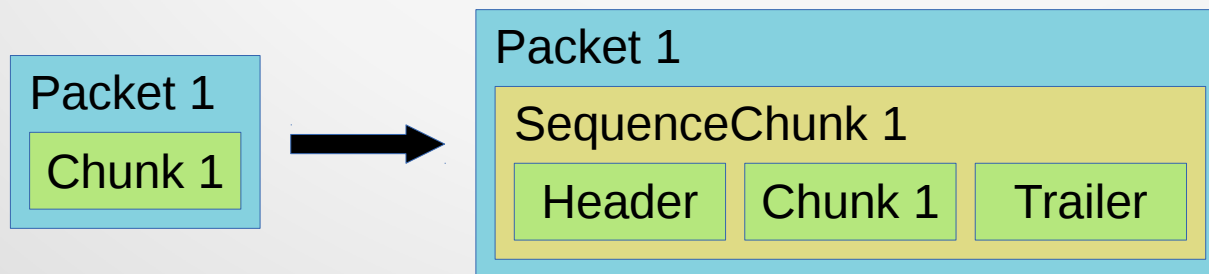 Packet 1
Chunk 1
Packet 1
SequenceChunk 1
Header
Chunk 1
Trailer